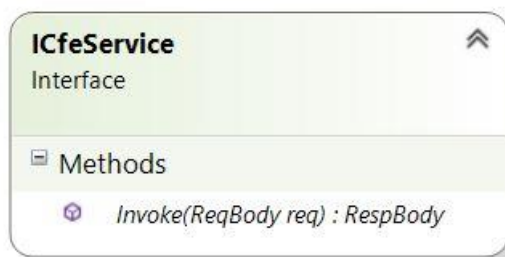 ICfeService
Interface
Methods
Invoke(ReqBody req) : RespBody